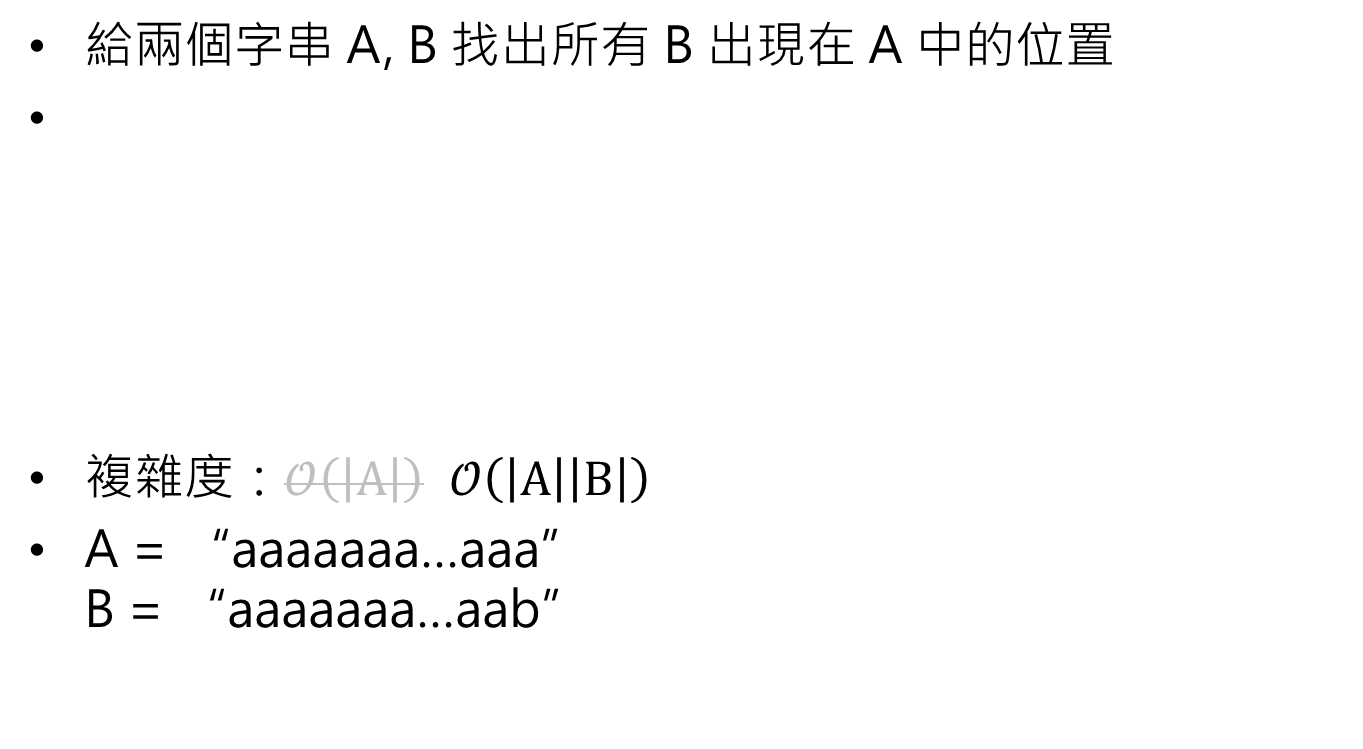 • 給兩個字串 A, B 找出所有 B 出現在 A 中的位置
•
• 複雜度：𝒪(|A|) 𝒪(|A||B|)
• A = “aaaaaaa…aaa”
B = “aaaaaaa…aab”